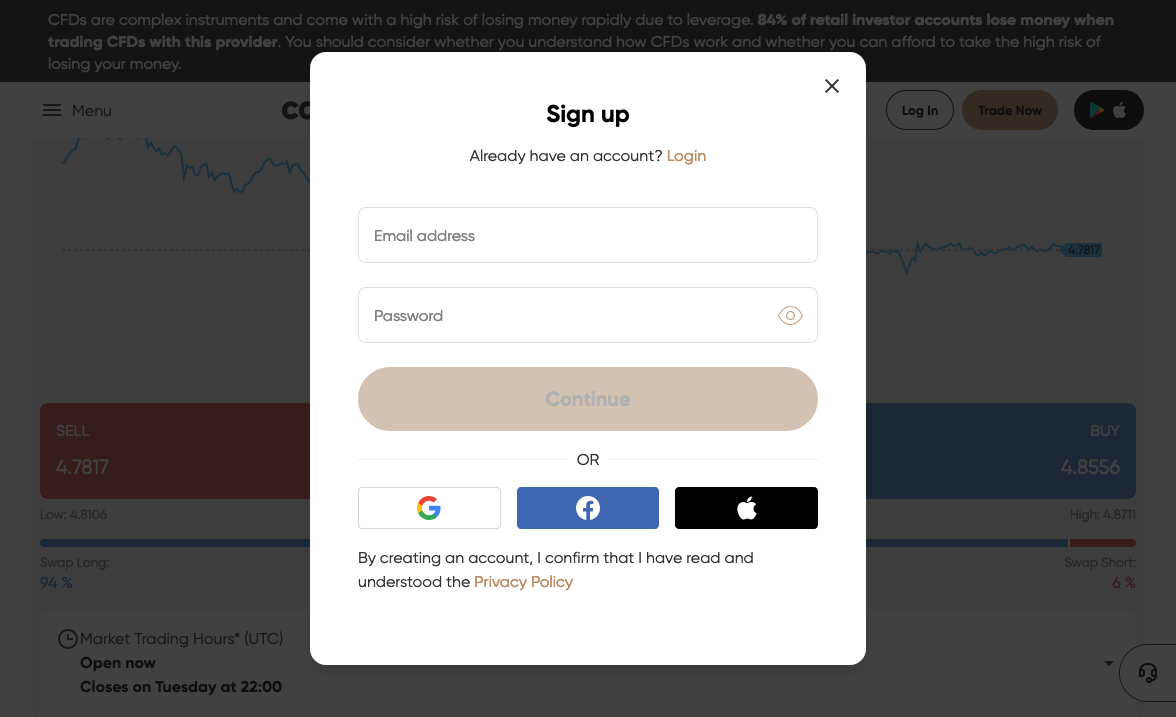 CFDs are complex instruments and come with a high risk of losing money rapidly due to leverage. 84% of retail investor accounts lose money when
trading CFDs with this provider. You should consider whether you understand how CFDs work and whether you can afford to take the high risk of
losing your money.
Menu
Log In
Trade Now
Sign up
Already have an account? Login
Email address
4.7817
Password
Continue
SELL
BUY
4.7817
4.8556
OR
Low: 4.8106
High: 4.8711
By creating an account, I confirm that I have read and
understood the Privacy Policy
Swap Long:
Swap Short:
94 %
6 %
Market Trading Hours* (UTC)
Open now
Closes on Tuesday at 22:00